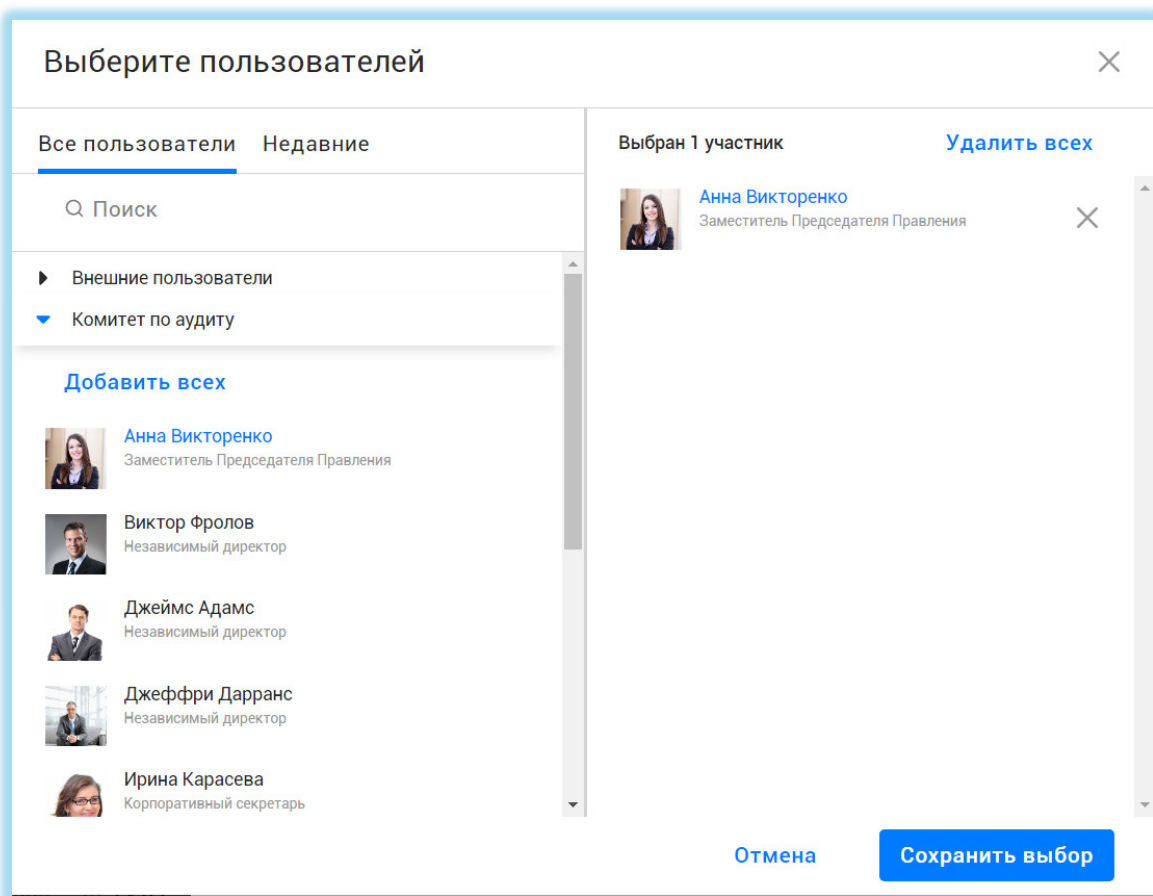 Выберите пользователей
Все пользователи Недавние
Поиск
Внешние пользователи
Комитет по аудиту
Добавить всех
Анна Викторенко
Заместитель Председателя Правления
Виктор Фролов
Независимый директор
Джеймс Адамс
Независимый директор
Джеффри Дарранс
Независимый директор
Ирина Карасева
Корпоративный секретарь
Выбран 1 участник Удалить всех
Анна Викторенко
Заместитель Председателя Правления
Отмена Сохранить выбор